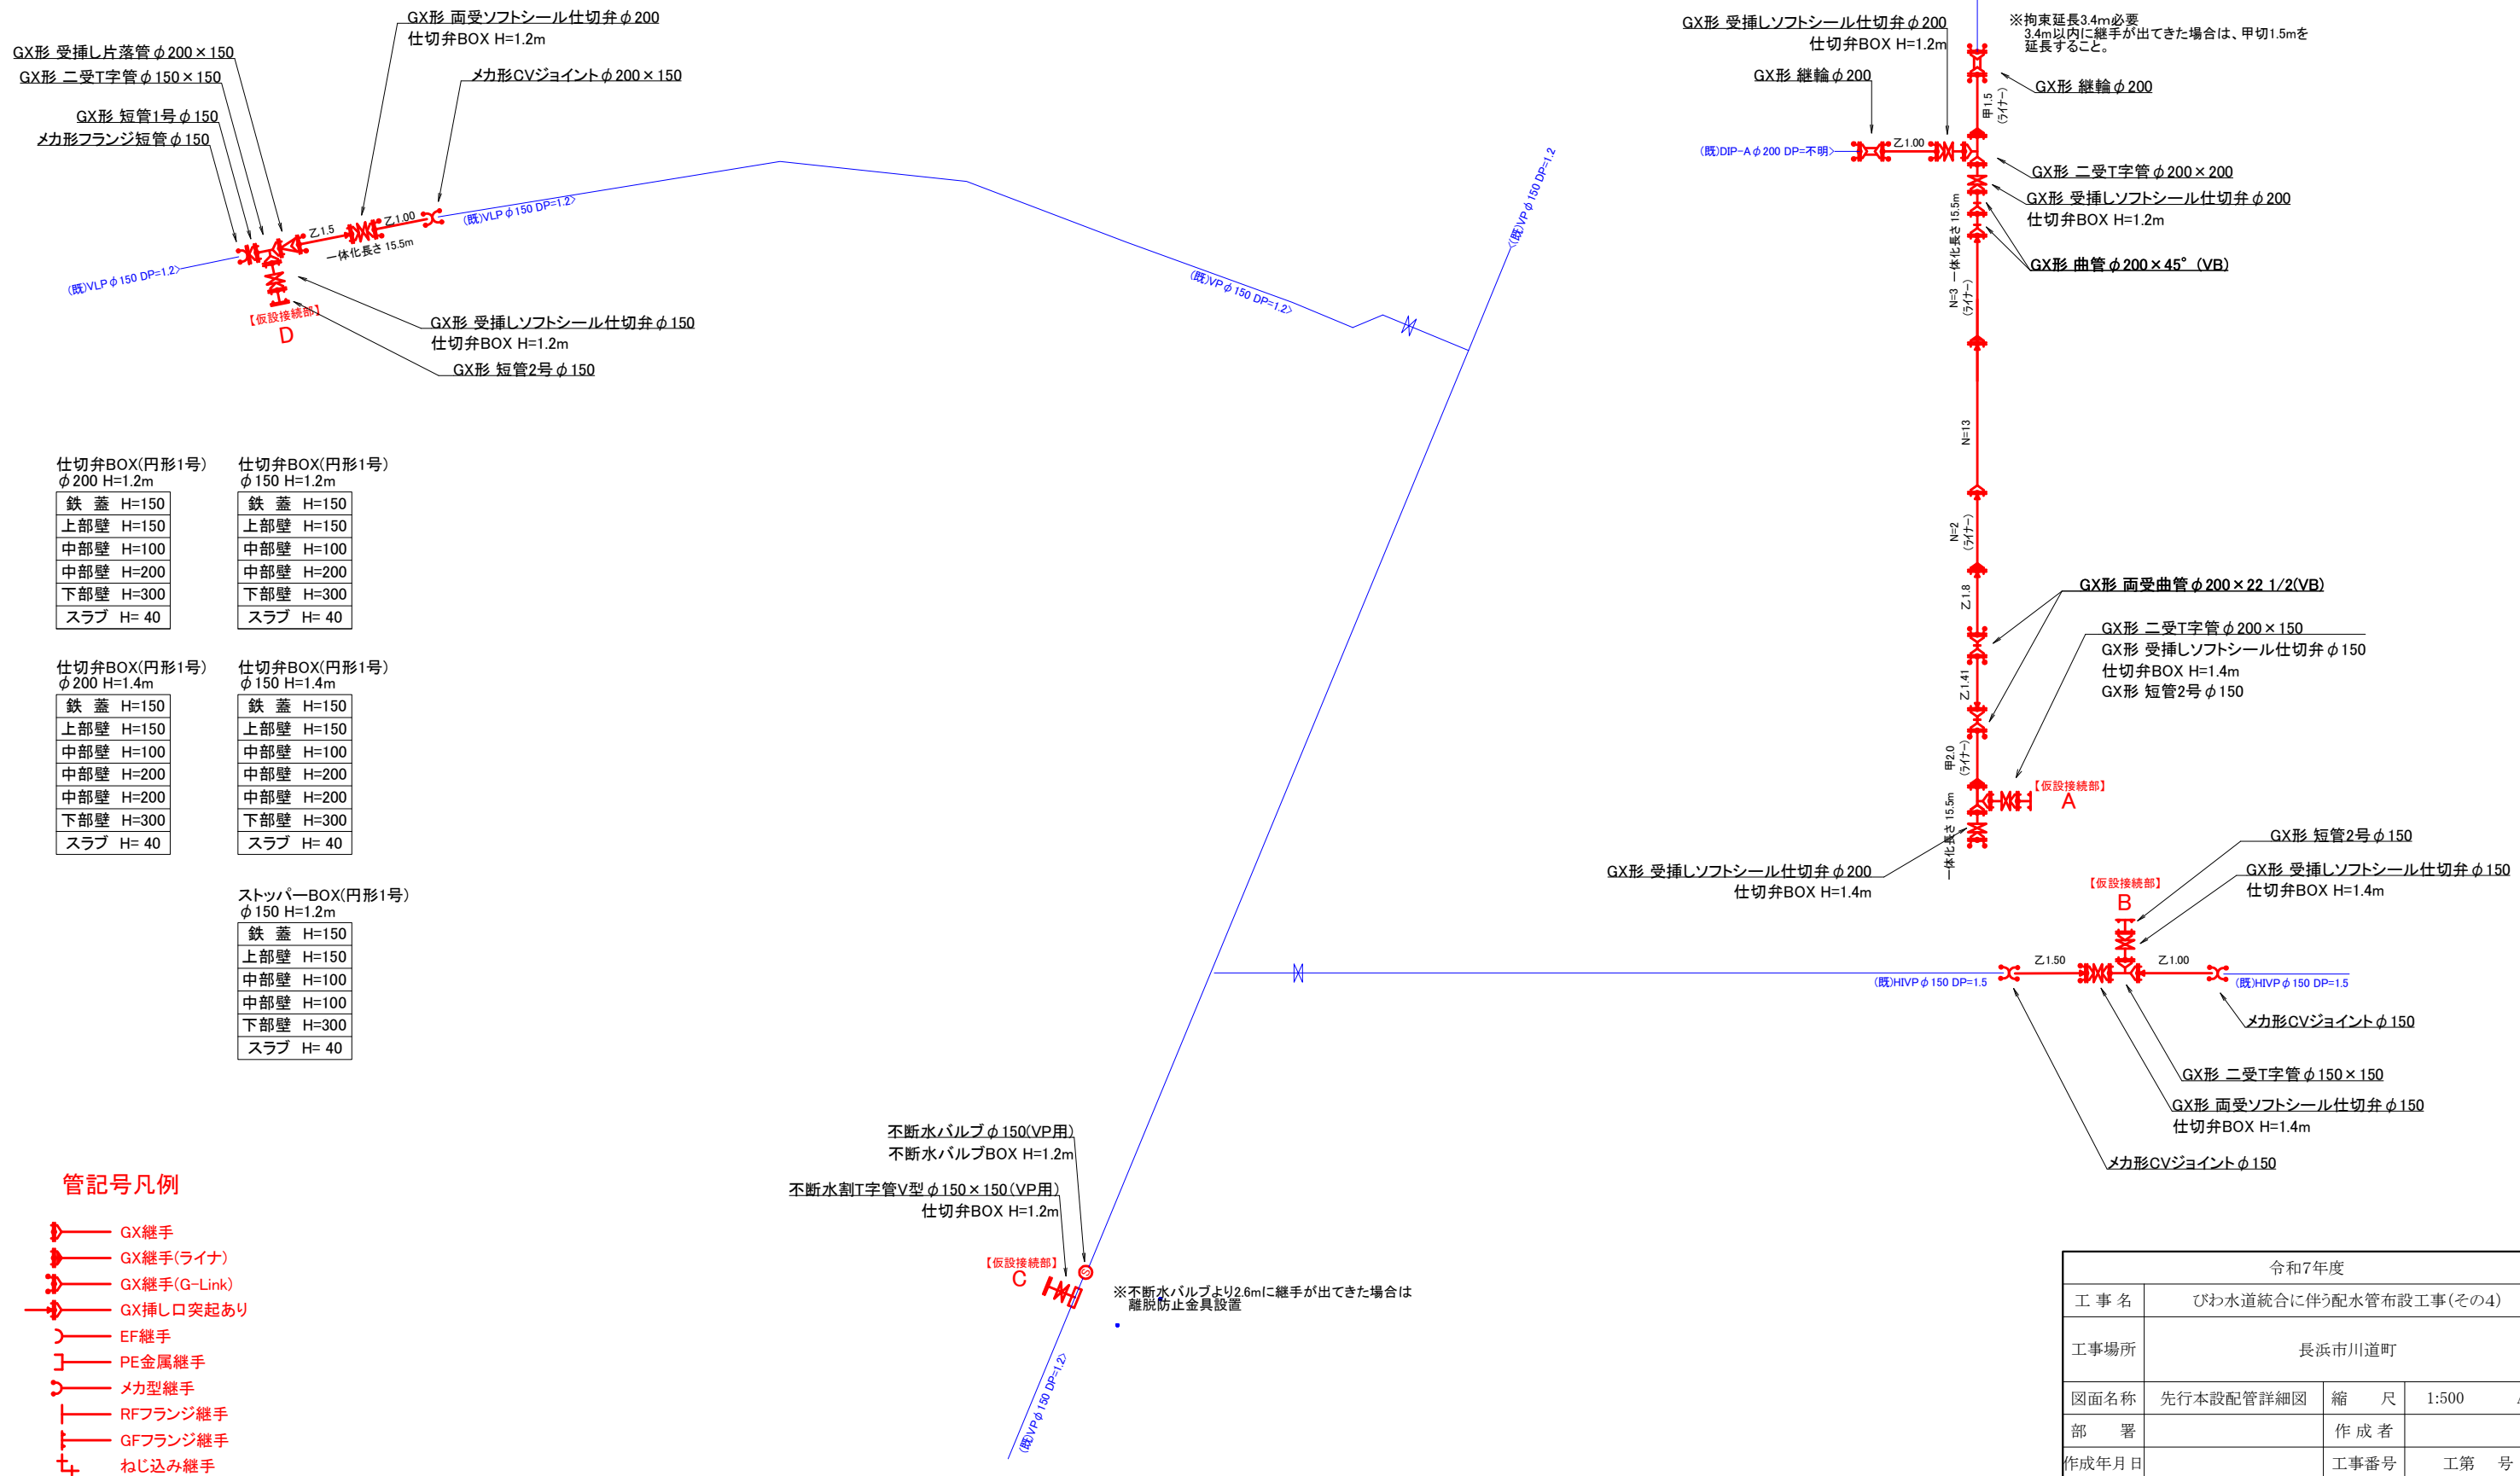 GX形 両受ソフトシール仕切弁φ200
仕切弁BOX H=1.2m
GX形 受挿し片落管φ200×150
GX形 二受T字管φ150×150
メカ形CVジョイントφ200×150
GX形 短管1号φ150
メカ形フランジ短管φ150
乙1.5
乙1.00
一体化長さ 15.5m
(既)VLPφ150 DP=1.2>
(既)VLPφ150 DP=1.2>
【仮設接続部】
D
GX形 受挿しソフトシール仕切弁φ150
仕切弁BOX H=1.2m
GX形 短管2号φ150
(既)VPφ150 DP=1.2>
<(既)VPφ150 DP=1.2
GX形 受挿しソフトシール仕切弁φ200
仕切弁BOX H=1.2m
GX形 継輪φ200
※拘束延長3.4m必要
3.4m以内に継手が出てきた場合は、甲切1.5mを
延長すること。
GX形 継輪φ200
甲1.5
(ライナー)
(既)DIP-Aφ200 DP=不明>
乙1.00
GX形 二受T字管φ200×200
GX形 受挿しソフトシール仕切弁φ200
仕切弁BOX H=1.2m
GX形 曲管φ200×45°(VB)
一体化長さ 15.5m
N=3
(ライナー)
N=13
N=2
(ライナー)
乙1.8
GX形 両受曲管φ200×22 1/2(VB)
乙1.41
GX形 二受T字管φ200×150
GX形 受挿しソフトシール仕切弁φ150
仕切弁BOX H=1.4m
GX形 短管2号φ150
甲2.0
(ライナー)
【仮設接続部】
A
一体化長さ 15.5m
GX形 受挿しソフトシール仕切弁φ200
仕切弁BOX H=1.4m
GX形 短管2号φ150
GX形 受挿しソフトシール仕切弁φ150
仕切弁BOX H=1.4m
【仮設接続部】
B
乙1.50
乙1.00
(既)HIVPφ150 DP=1.5
(既)HIVPφ150 DP=1.5
メカ形CVジョイントφ150
GX形 二受T字管φ150×150
GX形 両受ソフトシール仕切弁φ150
仕切弁BOX H=1.4m
メカ形CVジョイントφ150
仕切弁BOX(円形1号)
φ200 H=1.2m
鉄 蓋 H=150
上部壁 H=150
中部壁 H=100
中部壁 H=200
下部壁 H=300
スラブ H= 40
仕切弁BOX(円形1号)
φ150 H=1.2m
鉄 蓋 H=150
上部壁 H=150
中部壁 H=100
中部壁 H=200
下部壁 H=300
スラブ H= 40
仕切弁BOX(円形1号)
φ200 H=1.4m
鉄 蓋 H=150
上部壁 H=150
中部壁 H=100
中部壁 H=200
中部壁 H=200
下部壁 H=300
スラブ H= 40
仕切弁BOX(円形1号)
φ150 H=1.4m
鉄 蓋 H=150
上部壁 H=150
中部壁 H=100
中部壁 H=200
中部壁 H=200
下部壁 H=300
スラブ H= 40
ストッパーBOX(円形1号)
φ150 H=1.2m
鉄 蓋 H=150
上部壁 H=150
中部壁 H=100
中部壁 H=100
下部壁 H=300
スラブ H= 40
不断水バルブφ150(VP用)
不断水バルブBOX H=1.2m
不断水割T字管V型φ150×150(VP用)
仕切弁BOX H=1.2m
【仮設接続部】
C
S
※不断水バルブより2.6mに継手が出てきた場合は
離脱防止金具設置
(既)VPφ150 DP=1.2>
管記号凡例
GX継手
GX継手(ライナ)
GX継手(G-Link)
GX挿し口突起あり
EF継手
PE金属継手
メカ型継手
RFフランジ継手
GFフランジ継手
ねじ込み継手
令和7年度
工 事 名 びわ水道統合に伴う配水管布設工事(その4)
工事場所 長浜市川道町
図面名称 先行本設配管詳細図 縮 尺 1:500
部 署 作 成 者
作成年月日 工事番号 工第 号